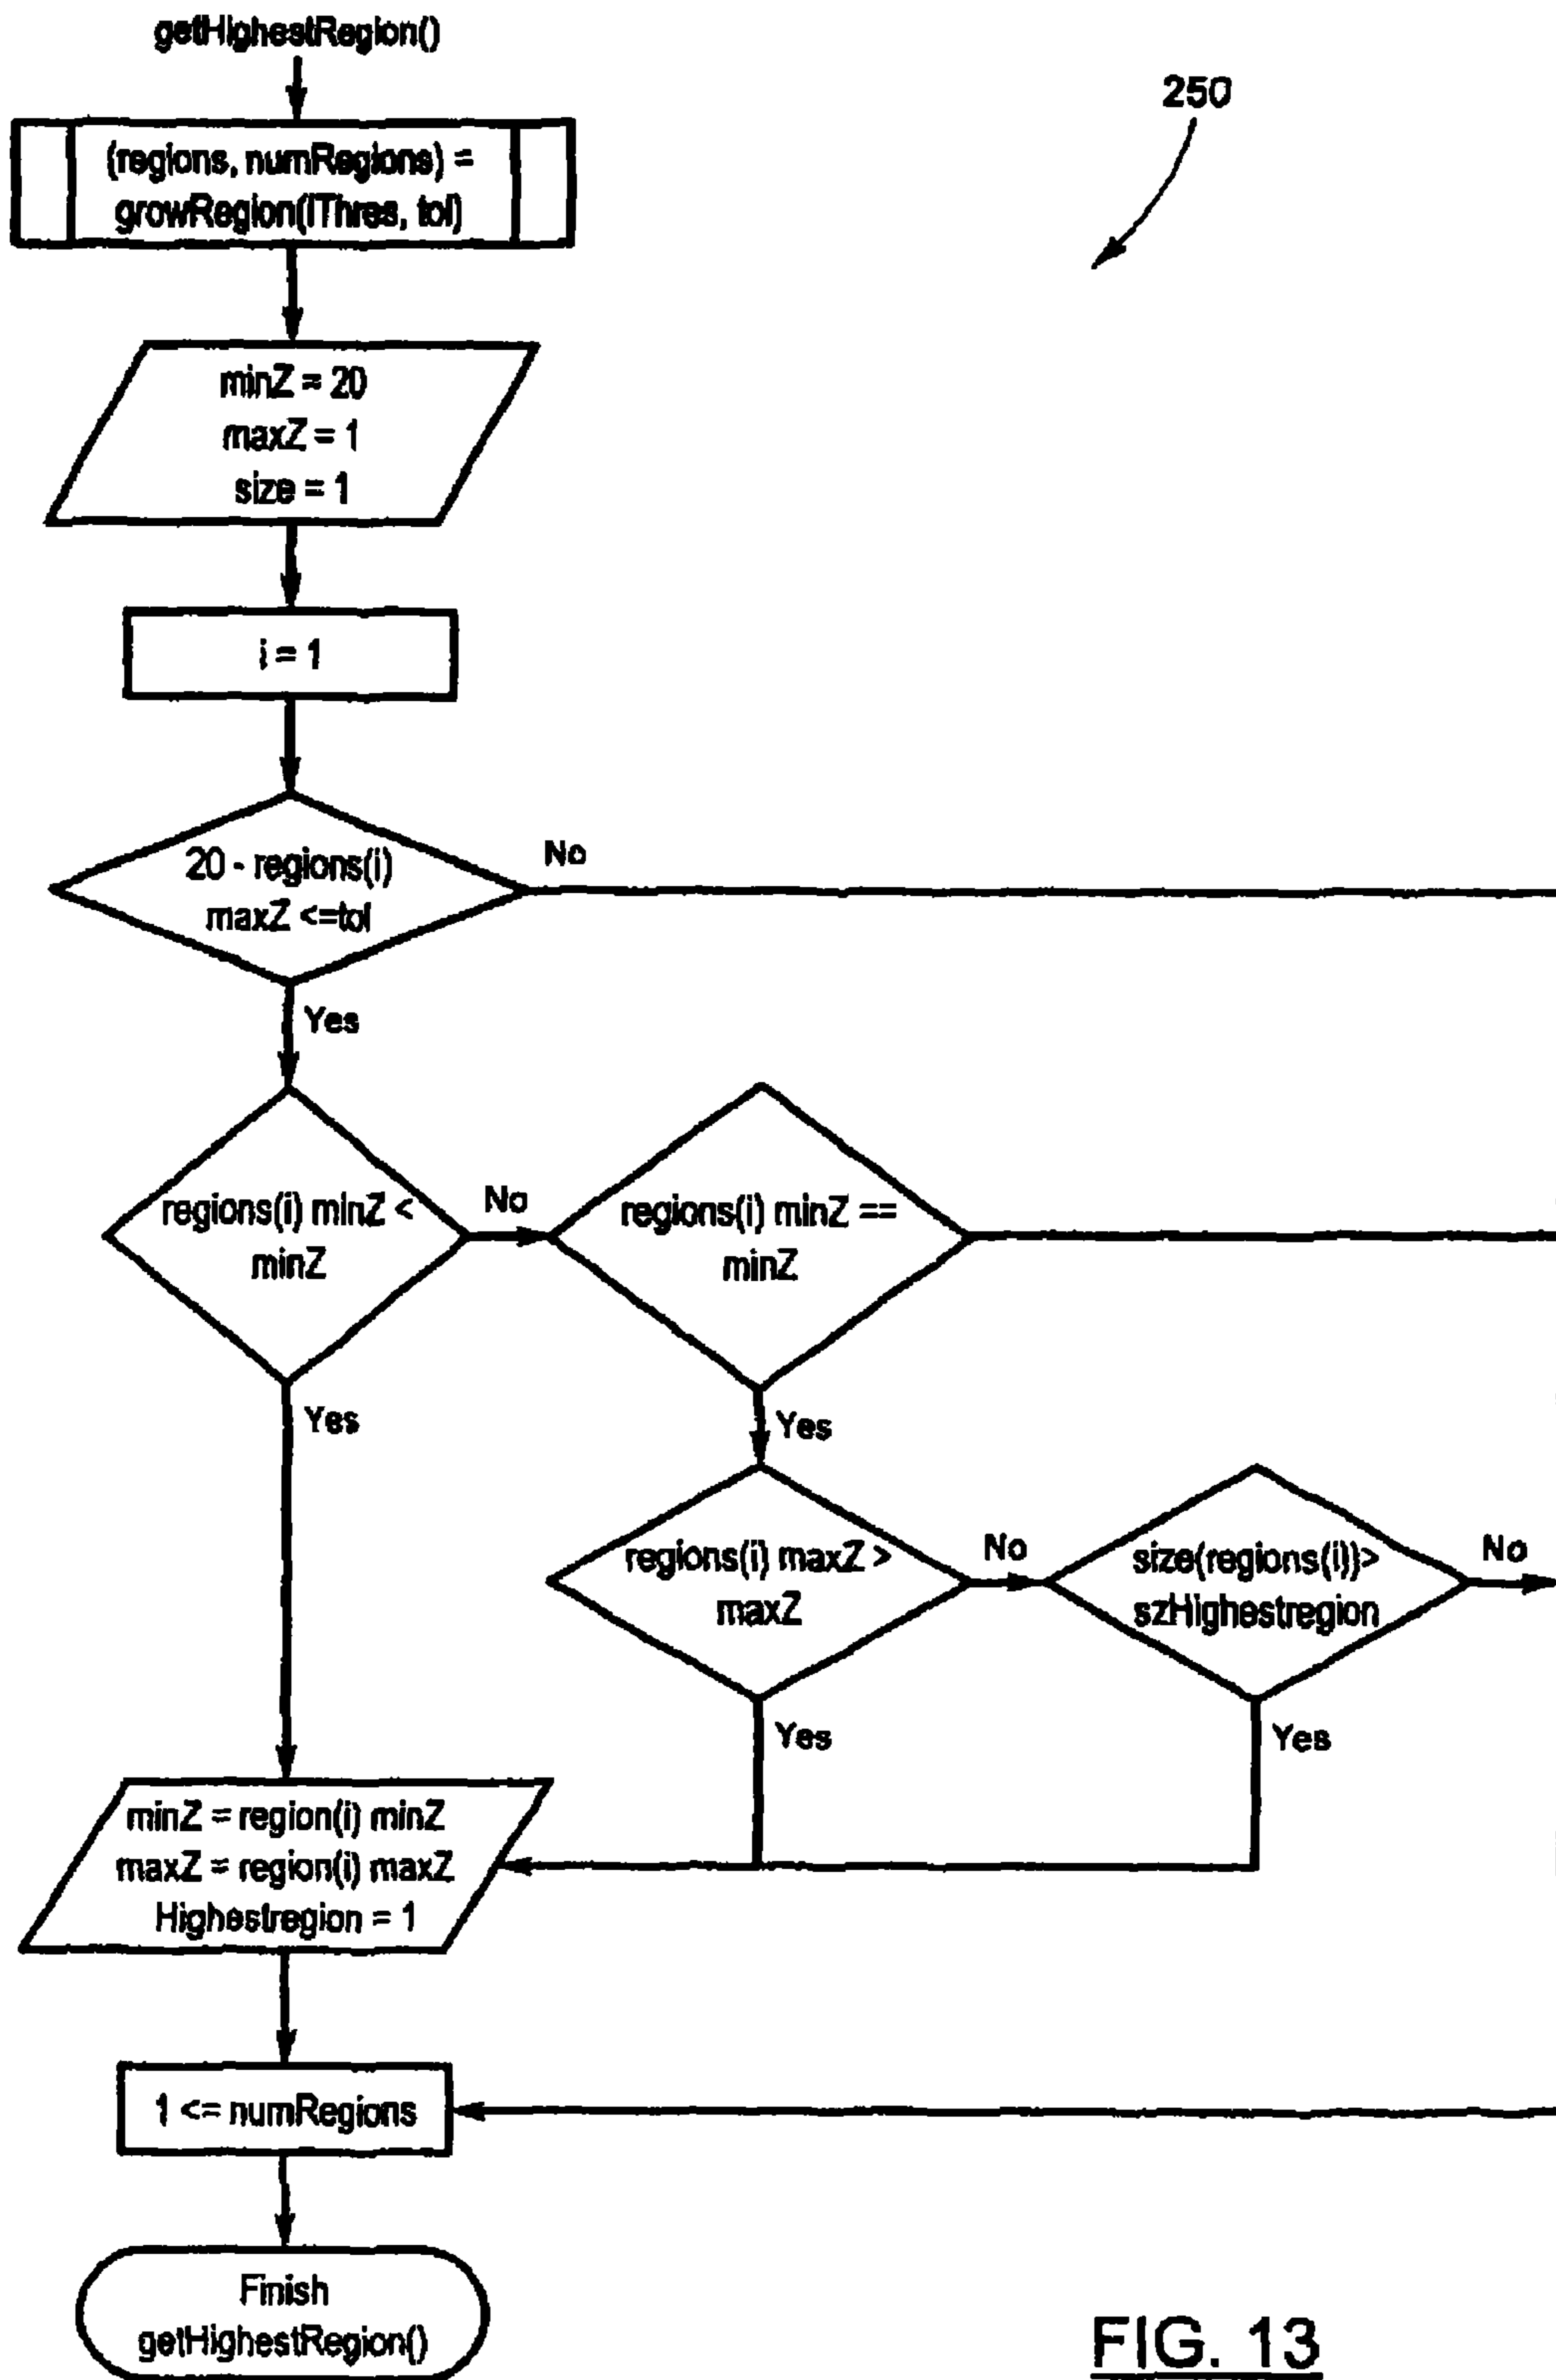 getHighestRegion()
250
(regions, numRegions) =
growRegion(IThres, tol)
minZ = 20
maxZ = 1
size = 1
i = 1
20 - regions(i)
maxZ <=tol
No
Yes
regions(i) minZ <
minZ
No
regions(i) minZ ==
minZ
Yes
Yes
regions(i) maxZ >
maxZ
No
size(regions(i))>
szHighestregion
No
Yes
Yes
minZ = region(i) minZ
maxZ = region(i) maxZ
Highestregion = 1
1 <= numRegions
Finish
getHighestRegion()
FIG. 13